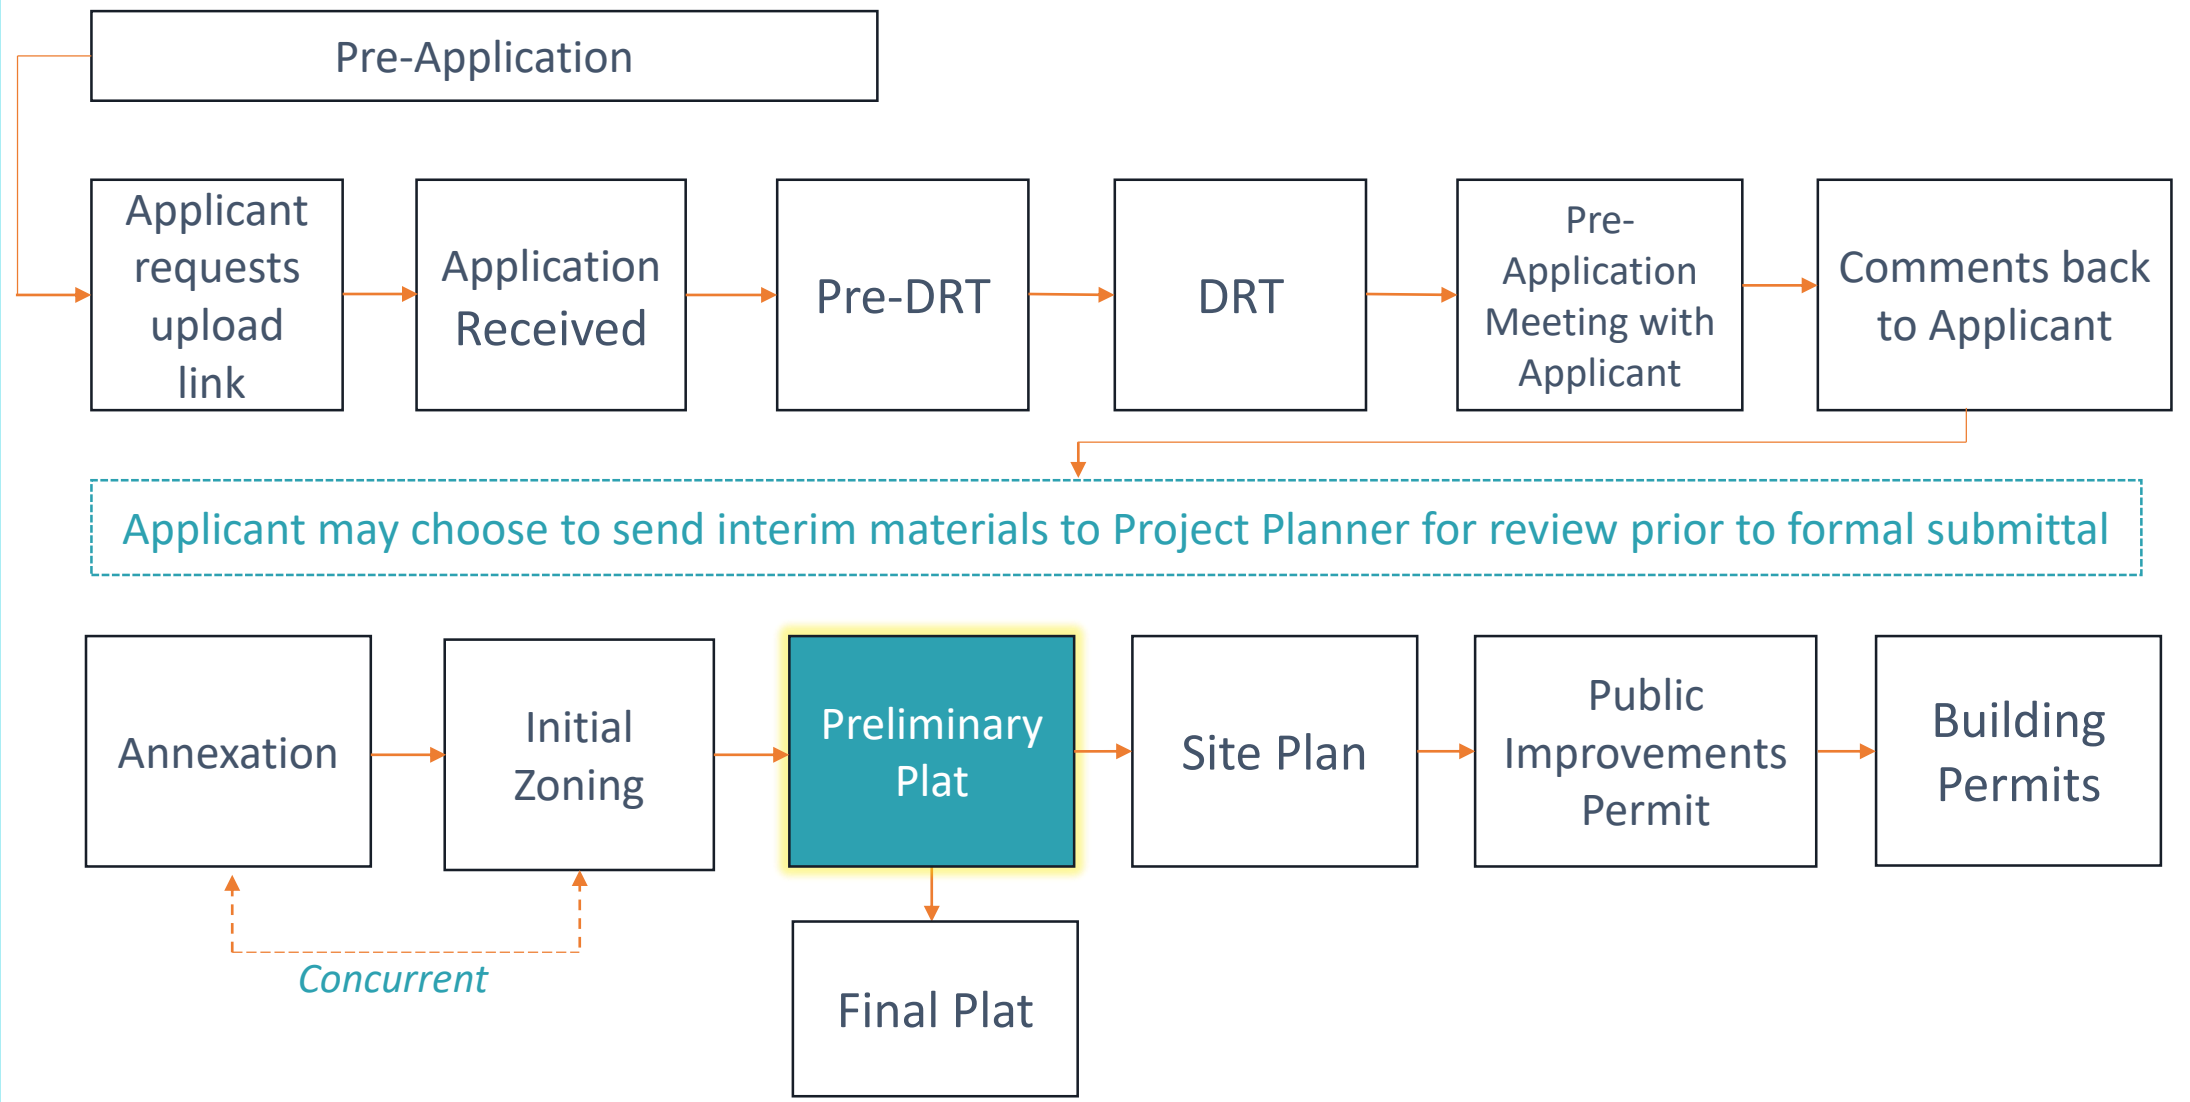 Pre-Application
Applicant
requests
upload
link
Application
Received
Pre-DRT
DRT
Pre-
Application
Meeting with
Applicant
Comments back
to Applicant
Applicant may choose to send interim materials to Project Planner for review prior to formal submittal
Annexation
Initial
Zoning
Preliminary
Plat
Site Plan
Public
Improvements
Permit
Building
Permits
Concurrent
Final Plat